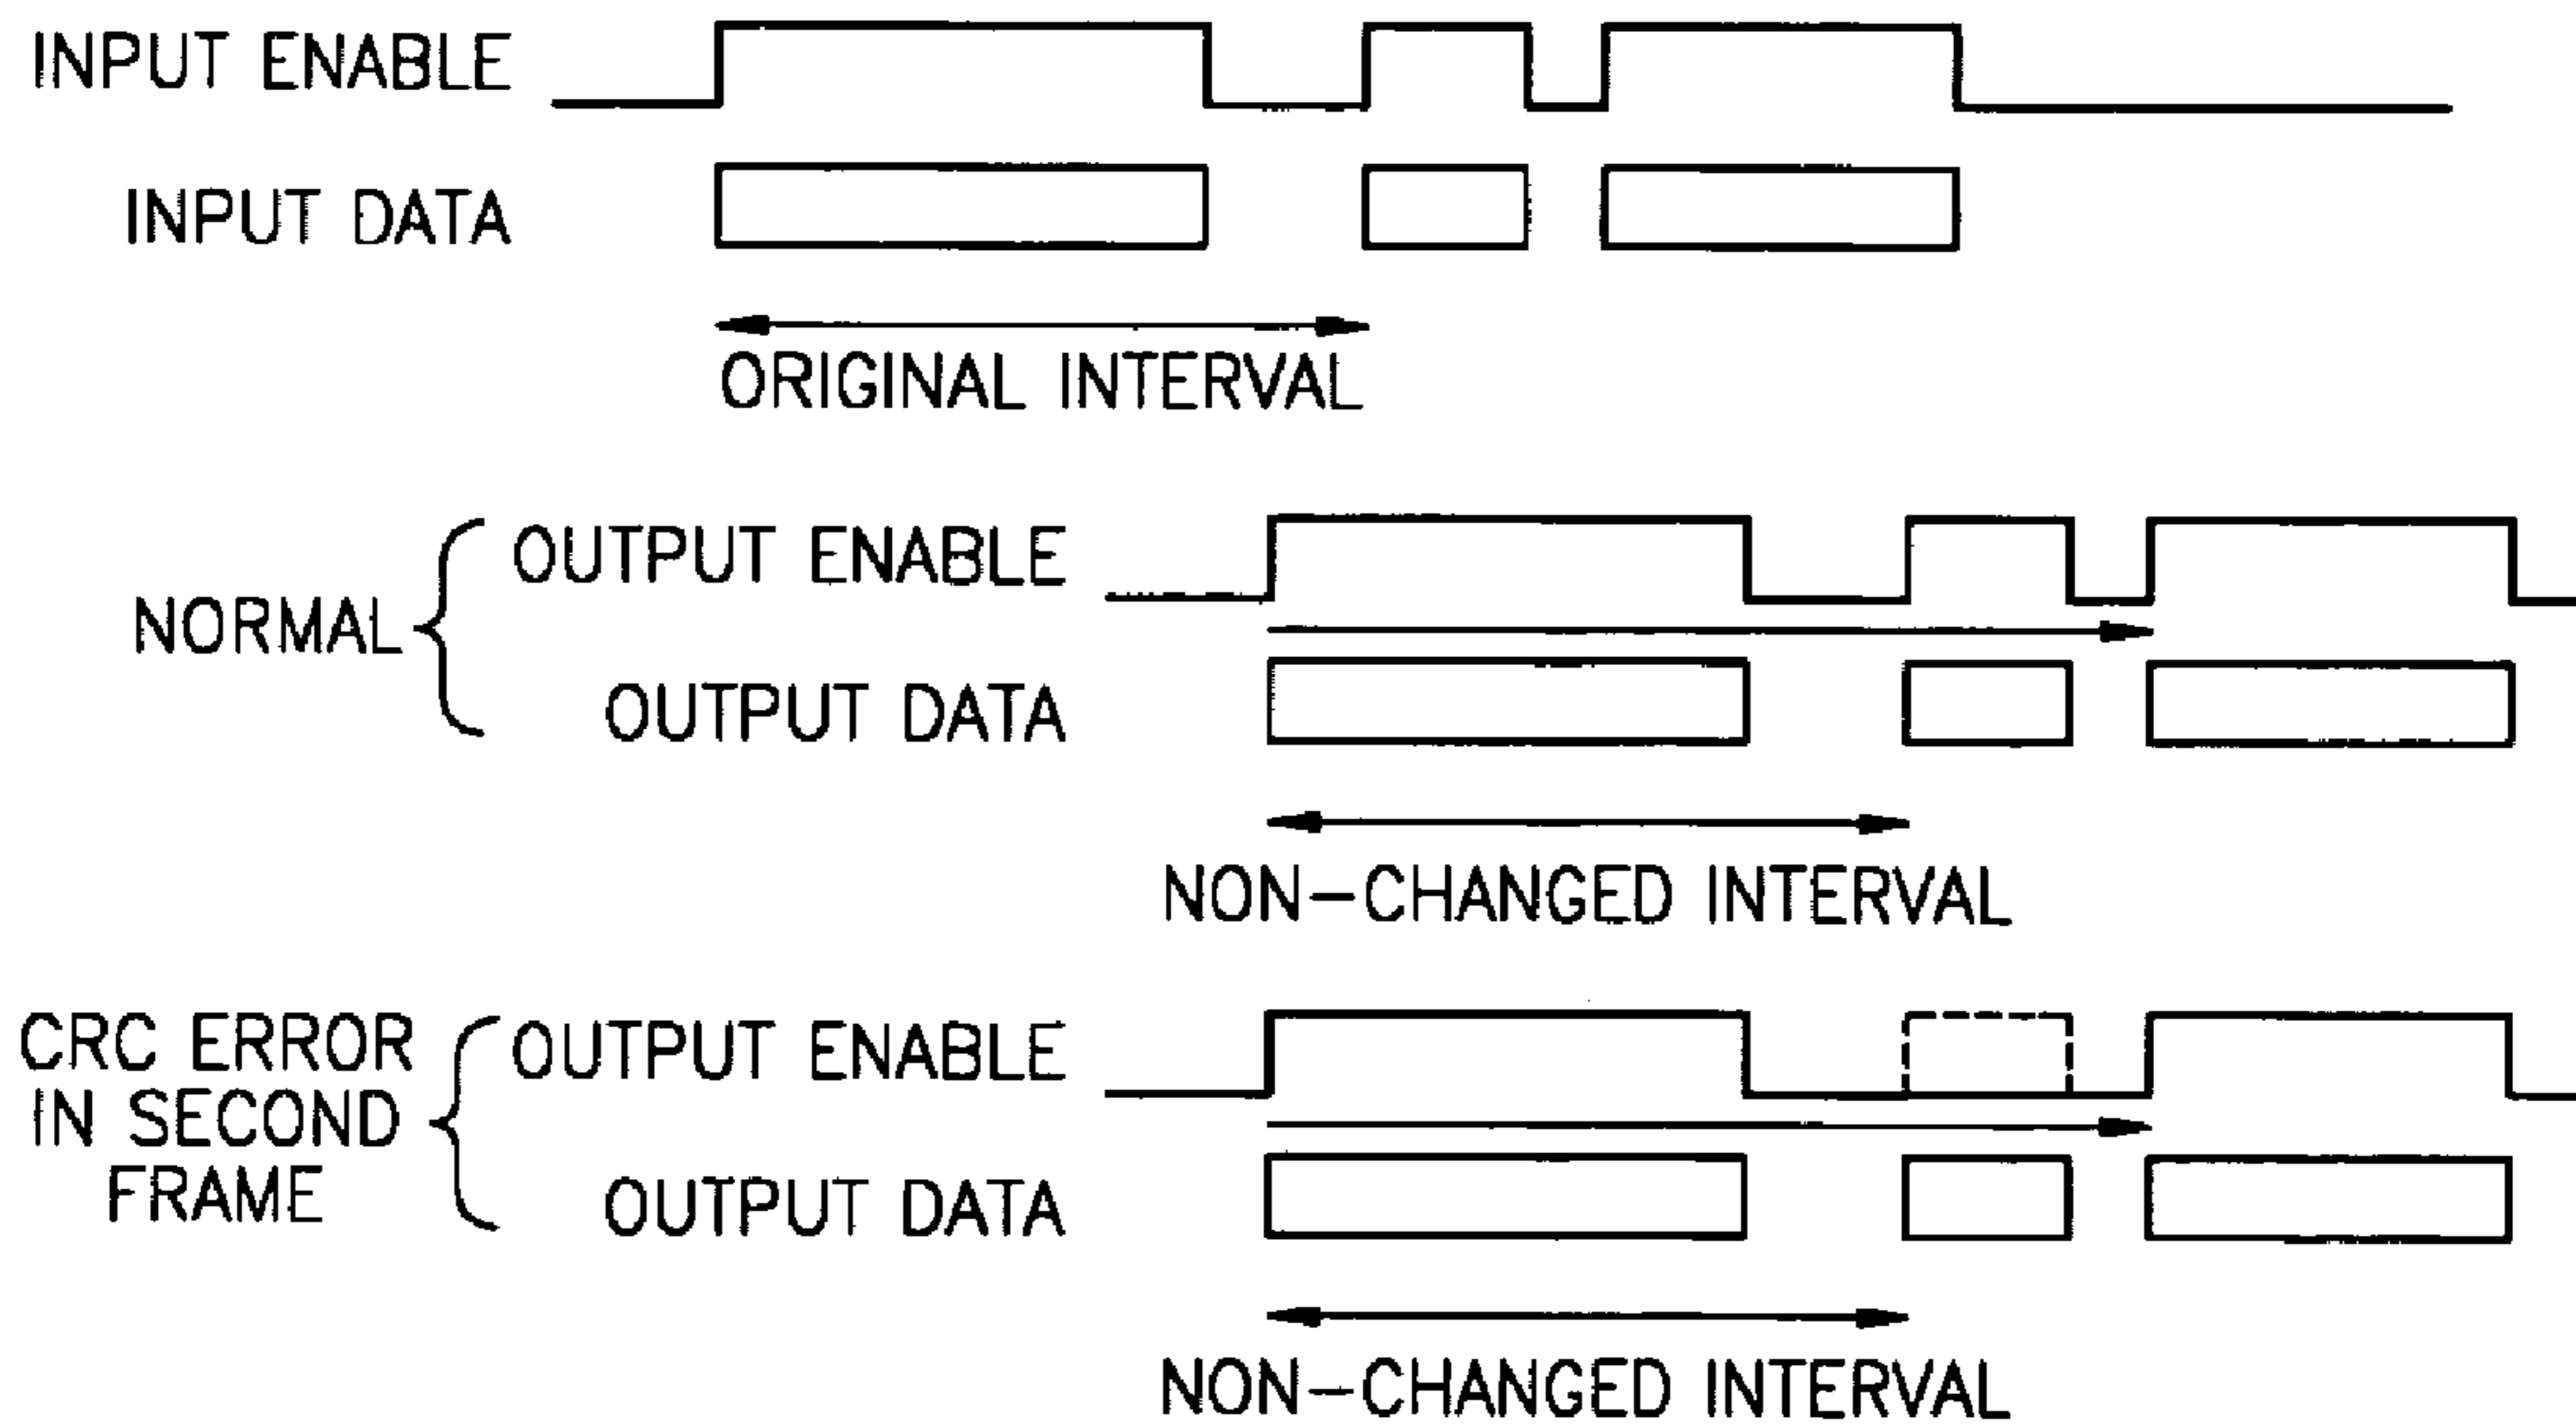 INPUT ENABLE
INPUT DATA
ORIGINAL INTERVAL
NORMAL
OUTPUT ENABLE
OUTPUT DATA
NON-CHANGED INTERVAL
CRC ERROR
IN SECOND
FRAME
OUTPUT ENABLE
OUTPUT DATA
NON-CHANGED INTERVAL